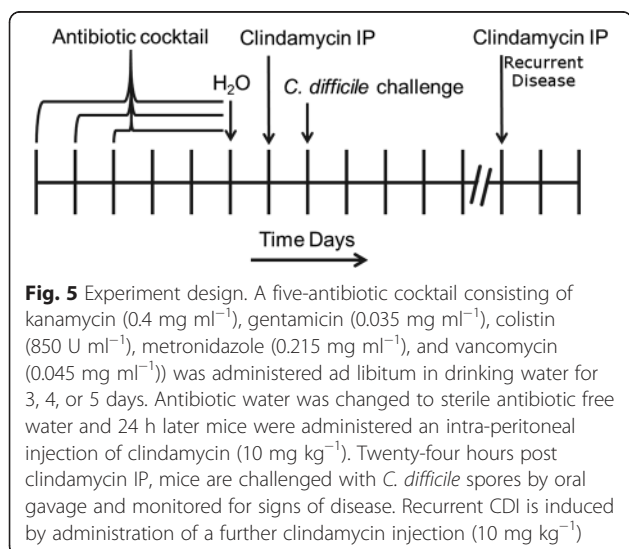 Antibiotic cocktail
Clindamycin IP
Clindamycin IP
Recurrent
Disease
H₂O
C. difficile challenge
Time Days
Fig. 5 Experiment design. A five-antibiotic cocktail consisting of
kanamycin (0.4 mg ml⁻¹), gentamicin (0.035 mg ml⁻¹), colistin
(850 U ml⁻¹), metronidazole (0.215 mg ml⁻¹), and vancomycin
(0.045 mg ml⁻¹)) was administered ad libitum in drinking water for
3, 4, or 5 days. Antibiotic water was changed to sterile antibiotic free
water and 24 h later mice were administered an intra-peritoneal
injection of clindamycin (10 mg kg⁻¹). Twenty-four hours post
clindamycin IP, mice are challenged with C. difficile spores by oral
gavage and monitored for signs of disease. Recurrent CDI is induced
by administration of a further clindamycin injection (10 mg kg⁻¹)